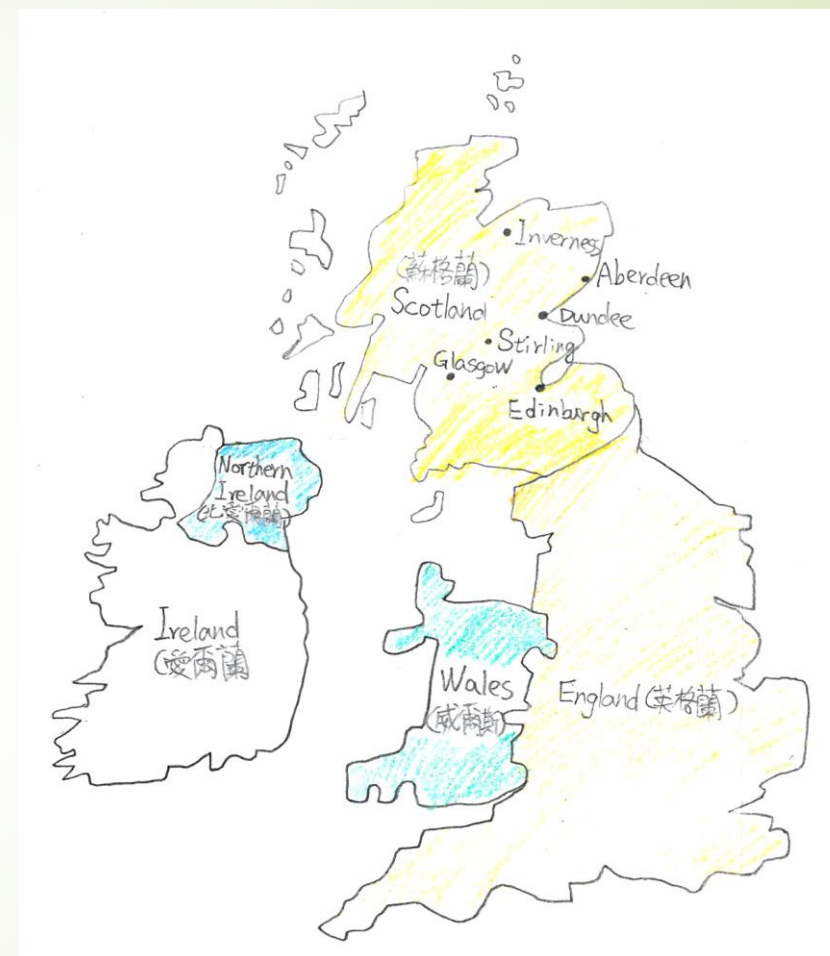 Inverness
(蘇格蘭)
Scotland
Aberdeen
Dundee
Stirling
Glasgow
Edinburgh
Northern
Ireland
(北愛爾蘭)
Ireland
(愛爾蘭
Wales
(威爾斯)
England (英格蘭)